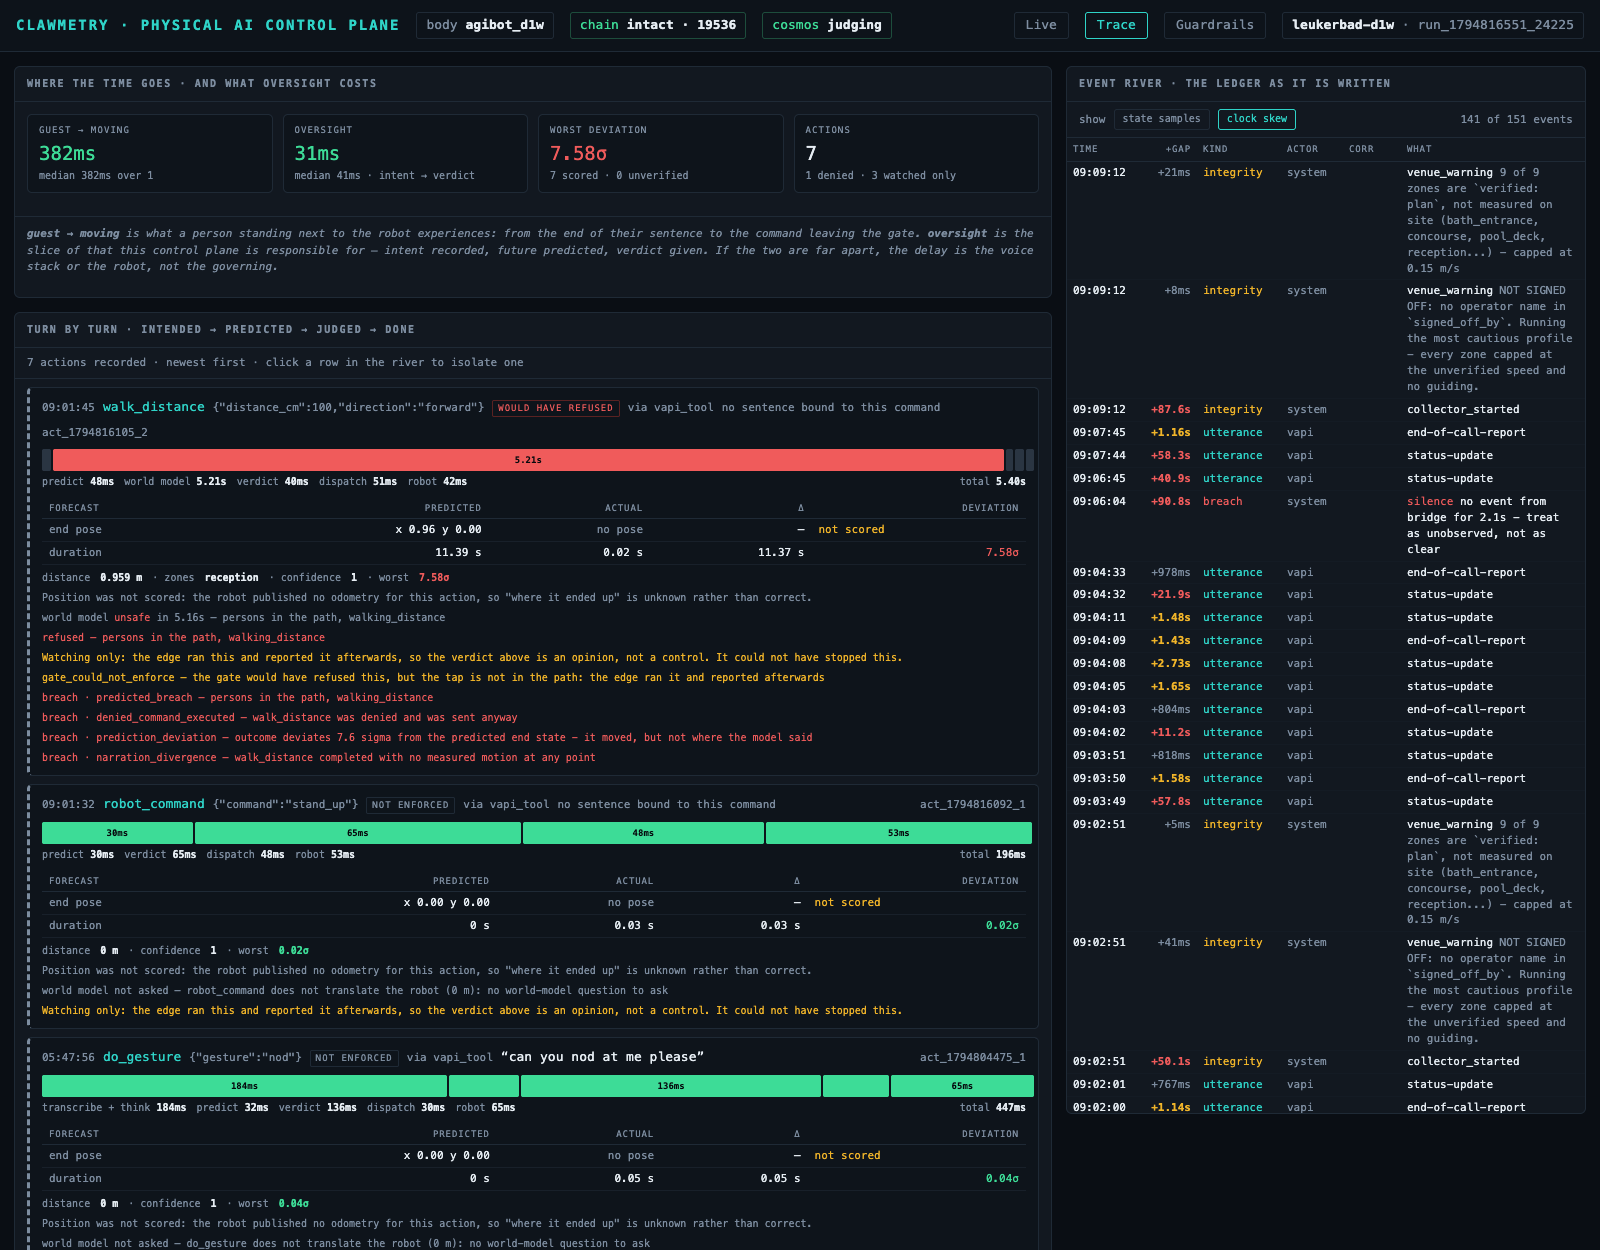 CLAWMETRY · PHYSICAL AI CONTROL PLANE body agibot_d1w chain intact · 19536 cosmos judging Live Trace Guardrails leukerbad-d1w · run_1794816551_24225
WHERE THE TIME GOES · AND WHAT OVERSIGHT COSTS
GUEST → MOVING
382ms
median 382ms over 1
OVERSIGHT
31ms
median 41ms · intent → verdict
WORST DEVIATION
7.58σ
7 scored · 0 unverified
ACTIONS
7
1 denied · 3 watched only
guest → moving is what a person standing next to the robot experiences: from the end of their sentence to the command leaving the gate. oversight is the
slice of that this control plane is responsible for — intent recorded, future predicted, verdict given. If the two are far apart, the delay is the voice
stack or the robot, not the governing.
TURN BY TURN · INTENDED → PREDICTED → JUDGED → DONE
7 actions recorded · newest first · click a row in the river to isolate one
09:01:45 walk_distance {"distance_cm":100,"direction":"forward"} WOULD HAVE REFUSED via vapi_tool no sentence bound to this command
act_1794816105_2
5.21s
predict 48ms world model 5.21s verdict 40ms dispatch 51ms robot 42ms total 5.40s
FORECAST PREDICTED ACTUAL Δ DEVIATION
end pose x 0.96 y 0.00 no pose — not scored
duration 11.39 s 0.02 s 11.37 s 7.58σ
distance 0.959 m · zones reception · confidence 1 · worst 7.58σ
Position was not scored: the robot published no odometry for this action, so "where it ended up" is unknown rather than correct.
world model unsafe in 5.16s — persons in the path, walking_distance
refused — persons in the path, walking_distance
Watching only: the edge ran this and reported it afterwards, so the verdict above is an opinion, not a control. It could not have stopped this.
gate_could_not_enforce — the gate would have refused this, but the tap is not in the path: the edge ran it and reported afterwards
breach · predicted_breach — persons in the path, walking_distance
breach · denied_command_executed — walk_distance was denied and was sent anyway
breach · prediction_deviation — outcome deviates 7.6 sigma from the predicted end state — it moved, but not where the model said
breach · narration_divergence — walk_distance completed with no measured motion at any point
09:01:32 robot_command {"command":"stand_up"} NOT ENFORCED via vapi_tool no sentence bound to this command act_1794816092_1
30ms 65ms 48ms 53ms
predict 30ms verdict 65ms dispatch 48ms robot 53ms total 196ms
FORECAST PREDICTED ACTUAL Δ DEVIATION
end pose x 0.00 y 0.00 no pose — not scored
duration 0 s 0.03 s 0.03 s 0.02σ
distance 0 m · confidence 1 · worst 0.02σ
Position was not scored: the robot published no odometry for this action, so "where it ended up" is unknown rather than correct.
world model not asked — robot_command does not translate the robot (0 m): no world-model question to ask
Watching only: the edge ran this and reported it afterwards, so the verdict above is an opinion, not a control. It could not have stopped this.
05:47:56 do_gesture {"gesture":"nod"} NOT ENFORCED via vapi_tool “can you nod at me please” act_1794804475_1
184ms 136ms 65ms
transcribe + think 184ms predict 32ms verdict 136ms dispatch 30ms robot 65ms total 447ms
FORECAST PREDICTED ACTUAL Δ DEVIATION
end pose x 0.00 y 0.00 no pose — not scored
duration 0 s 0.05 s 0.05 s 0.04σ
distance 0 m · confidence 1 · worst 0.04σ
Position was not scored: the robot published no odometry for this action, so "where it ended up" is unknown rather than correct.
world model not asked — do_gesture does not translate the robot (0 m): no world-model question to ask
EVENT RIVER · THE LEDGER AS IT IS WRITTEN
show state samples clock skew 141 of 151 events
TIME +GAP KIND ACTOR CORR WHAT
09:09:12 +21ms integrity system venue_warning 9 of 9
zones are `verified:
plan`, not measured on
site (bath_entrance,
concourse, pool_deck,
reception...) — capped at
0.15 m/s
09:09:12 +8ms integrity system venue_warning NOT SIGNED
OFF: no operator name in
`signed_off_by`. Running
the most cautious profile
— every zone capped at
the unverified speed and
no guiding.
09:09:12 +87.6s integrity system collector_started
09:07:45 +1.16s utterance vapi end-of-call-report
09:07:44 +58.3s utterance vapi status-update
09:06:45 +40.9s utterance vapi status-update
09:06:04 +90.8s breach system silence no event from
bridge for 2.1s — treat
as unobserved, not as
clear
09:04:33 +978ms utterance vapi end-of-call-report
09:04:32 +21.9s utterance vapi status-update
09:04:11 +1.48s utterance vapi status-update
09:04:09 +1.43s utterance vapi end-of-call-report
09:04:08 +2.73s utterance vapi status-update
09:04:05 +1.65s utterance vapi status-update
09:04:03 +804ms utterance vapi end-of-call-report
09:04:02 +11.2s utterance vapi status-update
09:03:51 +818ms utterance vapi status-update
09:03:50 +1.58s utterance vapi end-of-call-report
09:03:49 +57.8s utterance vapi status-update
09:02:51 +5ms integrity system venue_warning 9 of 9
zones are `verified:
plan`, not measured on
site (bath_entrance,
concourse, pool_deck,
reception...) — capped at
0.15 m/s
09:02:51 +41ms integrity system venue_warning NOT SIGNED
OFF: no operator name in
`signed_off_by`. Running
the most cautious profile
— every zone capped at
the unverified speed and
no guiding.
09:02:51 +50.1s integrity system collector_started
09:02:01 +767ms utterance vapi status-update
09:02:00 +1.14s utterance vapi end-of-call-report